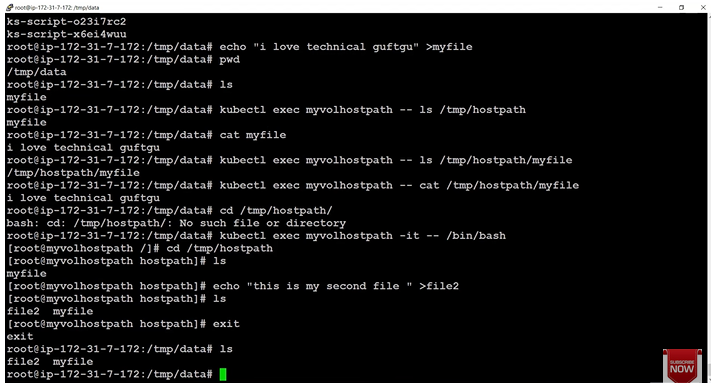 root@ip-172-31-7-172: /tmp/data
ks-script-o23i7rc2
ks-script-x6ei4wuu
root@ip-172-31-7-172:/tmp/data# echo "i love technical guftgu" >myfile
root@ip-172-31-7-172:/tmp/data# pwd
/tmp/data
root@ip-172-31-7-172:/tmp/data# ls
myfile
root@ip-172-31-7-172:/tmp/data# kubectl exec myvolhostpath -- ls /tmp/hostpath
myfile
root@ip-172-31-7-172:/tmp/data# cat myfile
i love technical guftgu
root@ip-172-31-7-172:/tmp/data# kubectl exec myvolhostpath -- ls /tmp/hostpath/myfile
/tmp/hostpath/myfile
root@ip-172-31-7-172:/tmp/data# kubectl exec myvolhostpath -- cat /tmp/hostpath/myfile
i love technical guftgu
root@ip-172-31-7-172:/tmp/data# cd /tmp/hostpath/
bash: cd: /tmp/hostpath/: No such file or directory
root@ip-172-31-7-172:/tmp/data# kubectl exec myvolhostpath -it -- /bin/bash
[root@myvolhostpath /]# cd /tmp/hostpath
[root@myvolhostpath hostpath]# ls
myfile
[root@myvolhostpath hostpath]# echo "this is my second file " >file2
[root@myvolhostpath hostpath]# ls
file2  myfile
[root@myvolhostpath hostpath]# exit
exit
root@ip-172-31-7-172:/tmp/data# ls
file2  myfile
root@ip-172-31-7-172:/tmp/data#
SUBSCRIBE
NOW